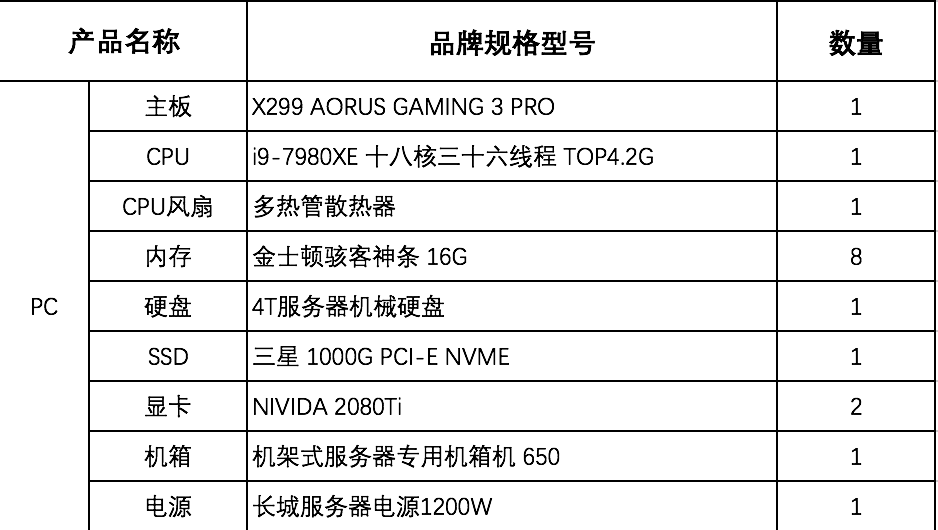 产品名称 品牌规格型号 数量
主板 X299 AORUS GAMING 3 PRO 1
CPU i9-7980XE 十八核三十六线程 TOP4.2G 1
CPU风扇 多热管散热器 1
内存 金士顿骇客神条 16G 8
PC 硬盘 4T服务器机械硬盘 1
SSD 三星 1000G PCI-E NVME 1
显卡 NIVIDA 2080Ti 2
机箱 机架式服务器专用机箱机 650 1
电源 长城服务器电源1200W 1